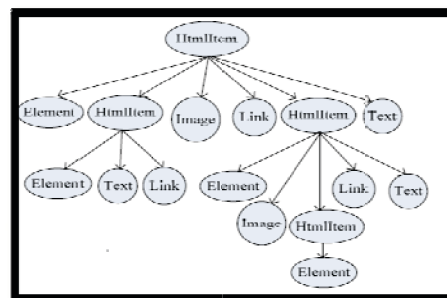 HtmlItem
Element HtmlItem Image Link HtmlItem Text
Element Text Link Element Link Text
Image HtmlItem
Element